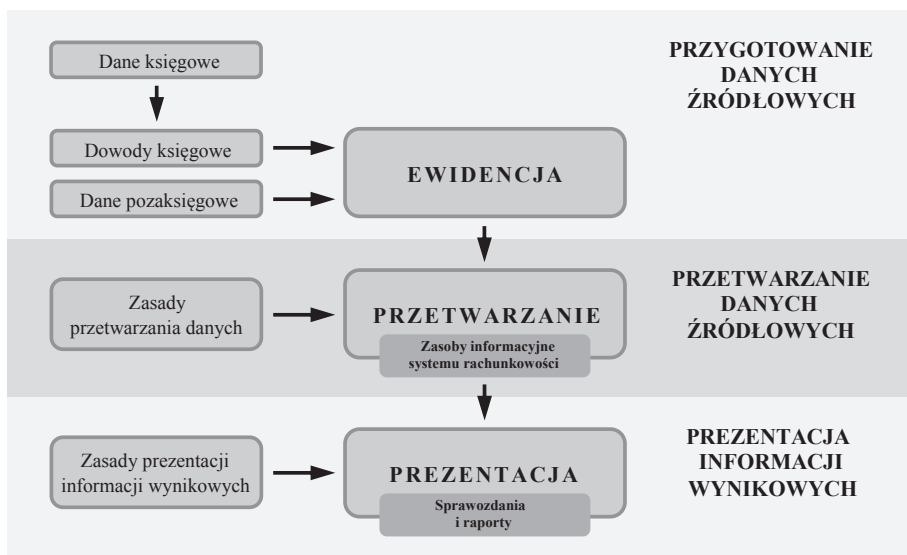 Dane księgowe
PRZYGOTOWANIE
DANYCH
ŹRÓDŁOWYCH
Dowody księgowe
Dane pozaksięgowe
EWIDENCJA
Zasady
przetwarzania danych
PRZETWARZANIE
Zasoby informacyjne
systemu rachunkowości
PRZETWARZANIE
DANYCH
ŹRÓDŁOWYCH
Zasady prezentacji
informacji wynikowych
PREZENTACJA
Sprawozdania
i raporty
PREZENTACJA
INFORMACJI
WYNIKOWYCH